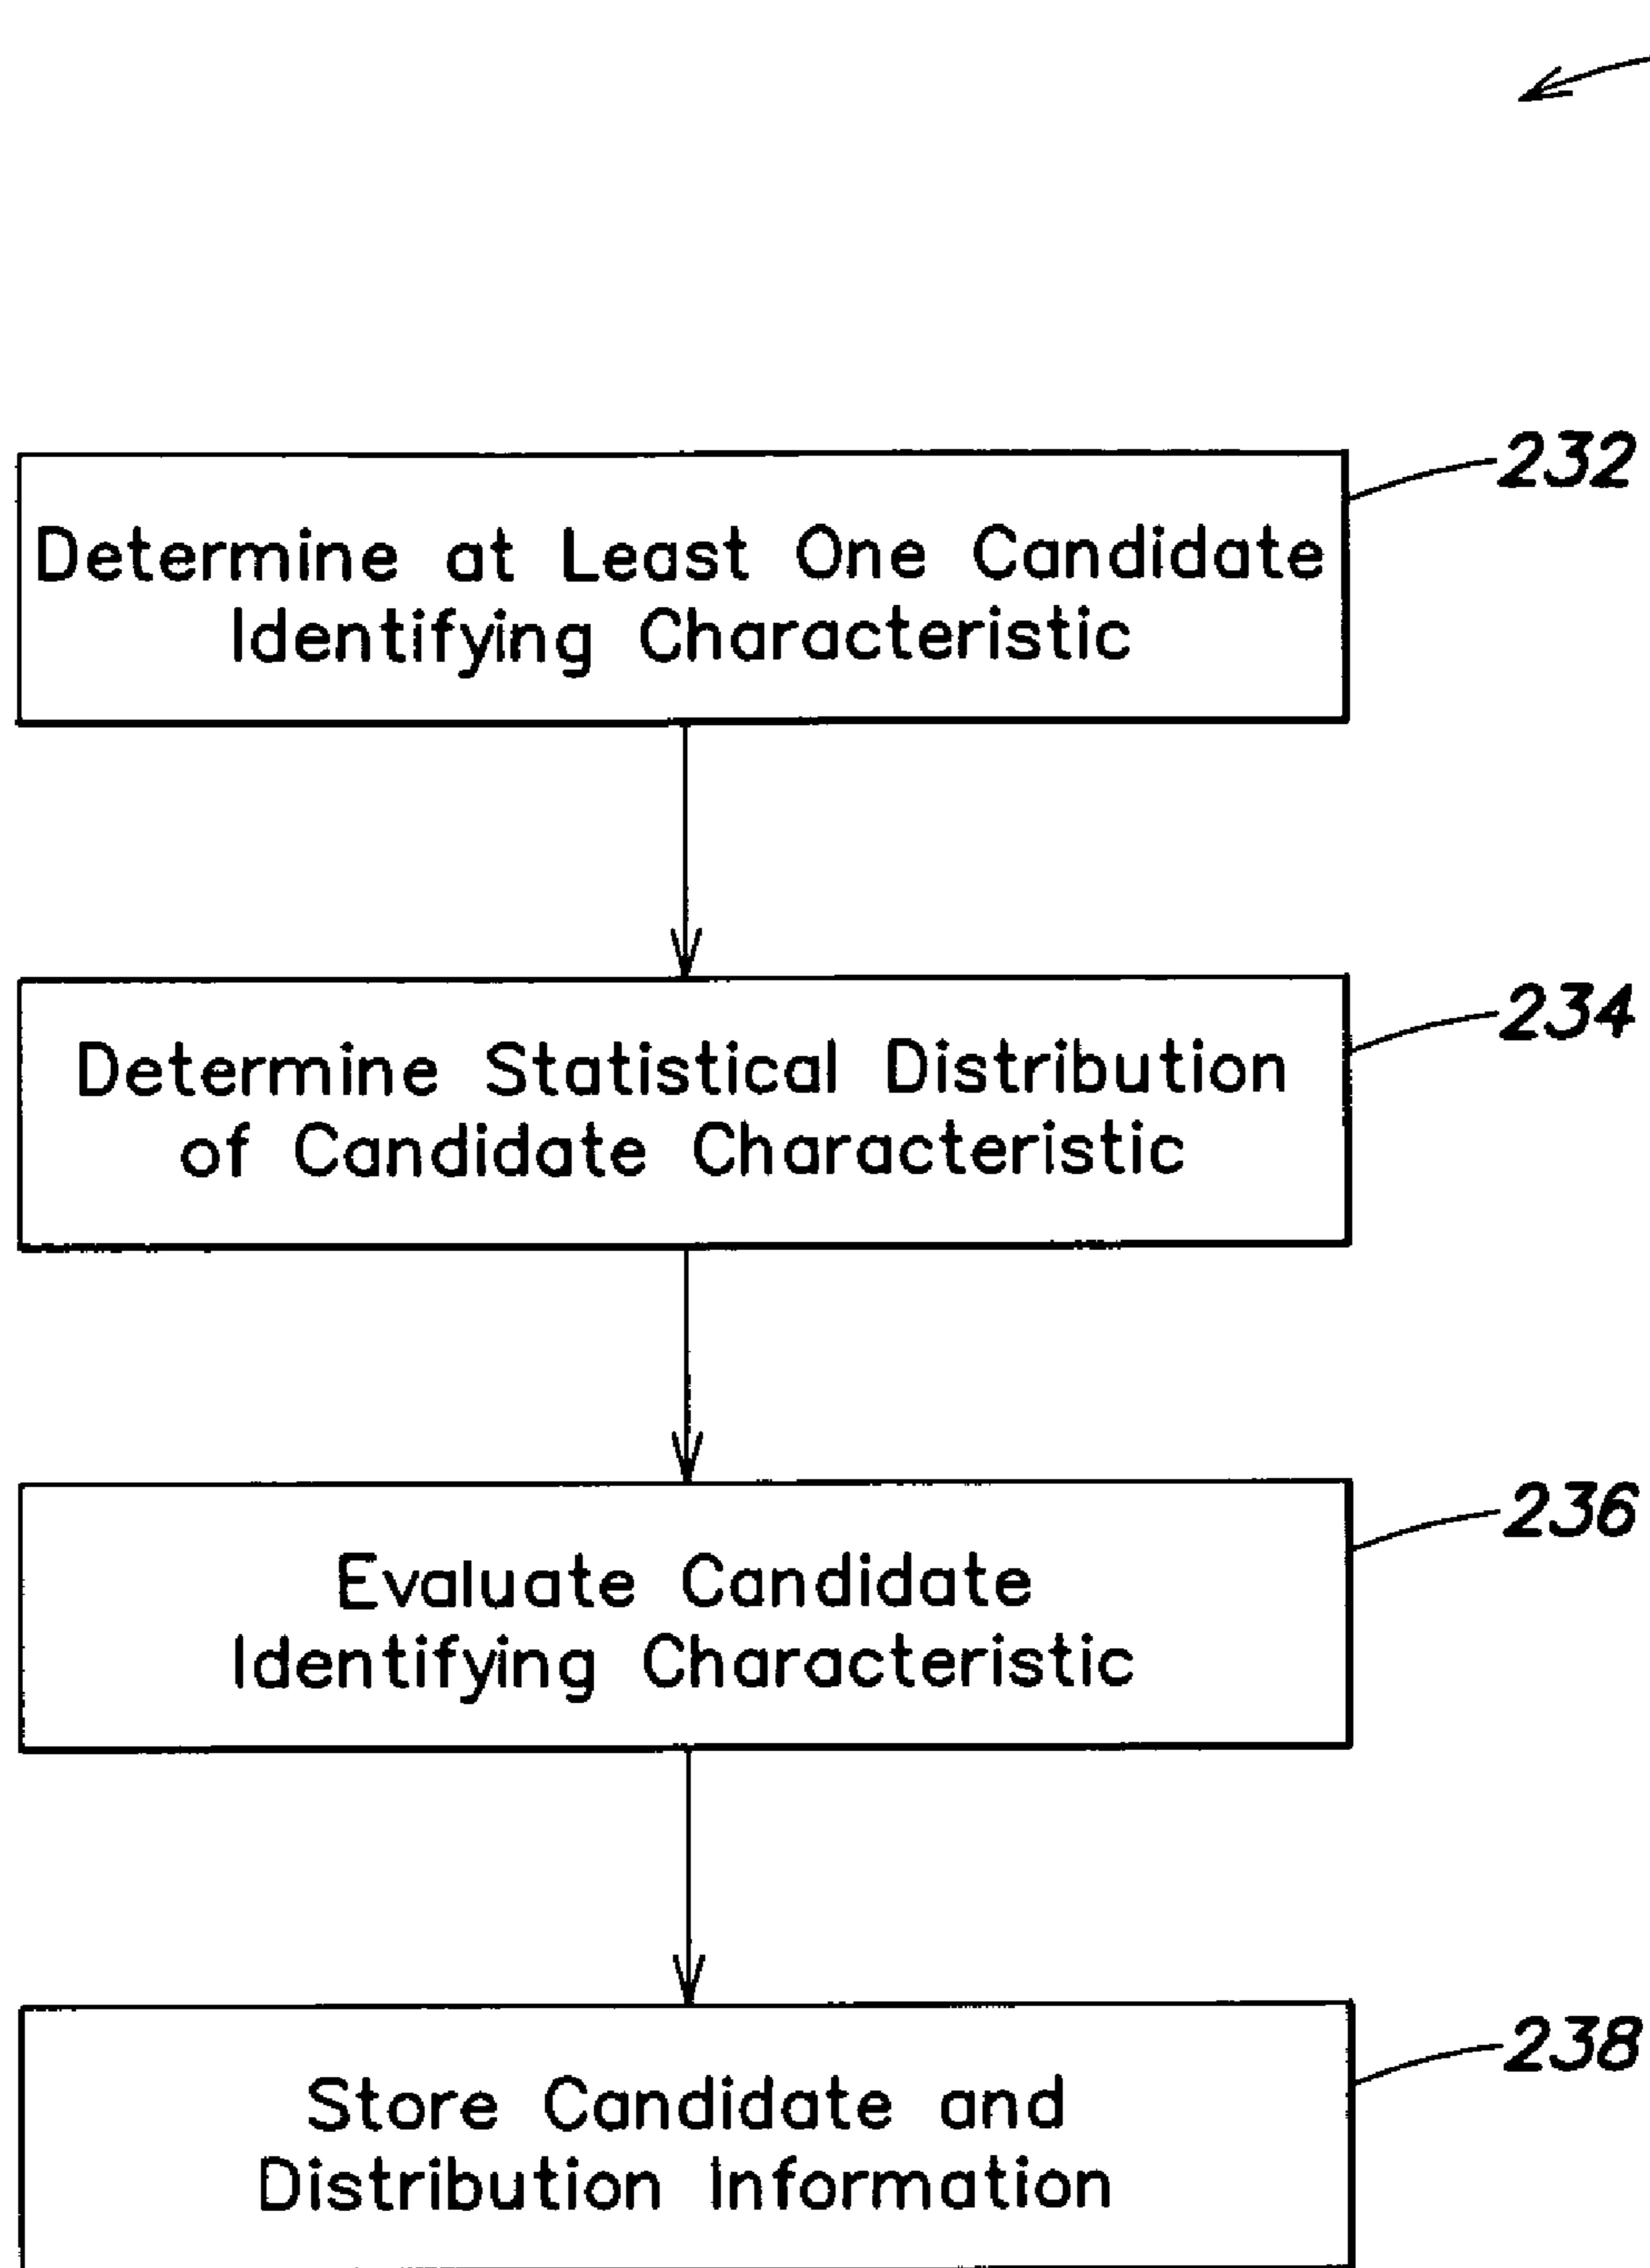 232
Determine at Least One Candidate
Identifying Characteristic
234
Determine Statistical Distribution
of Candidate Characteristic
236
Evaluate Candidate
Identifying Characteristic
238
Store Candidate and
Distribution Information